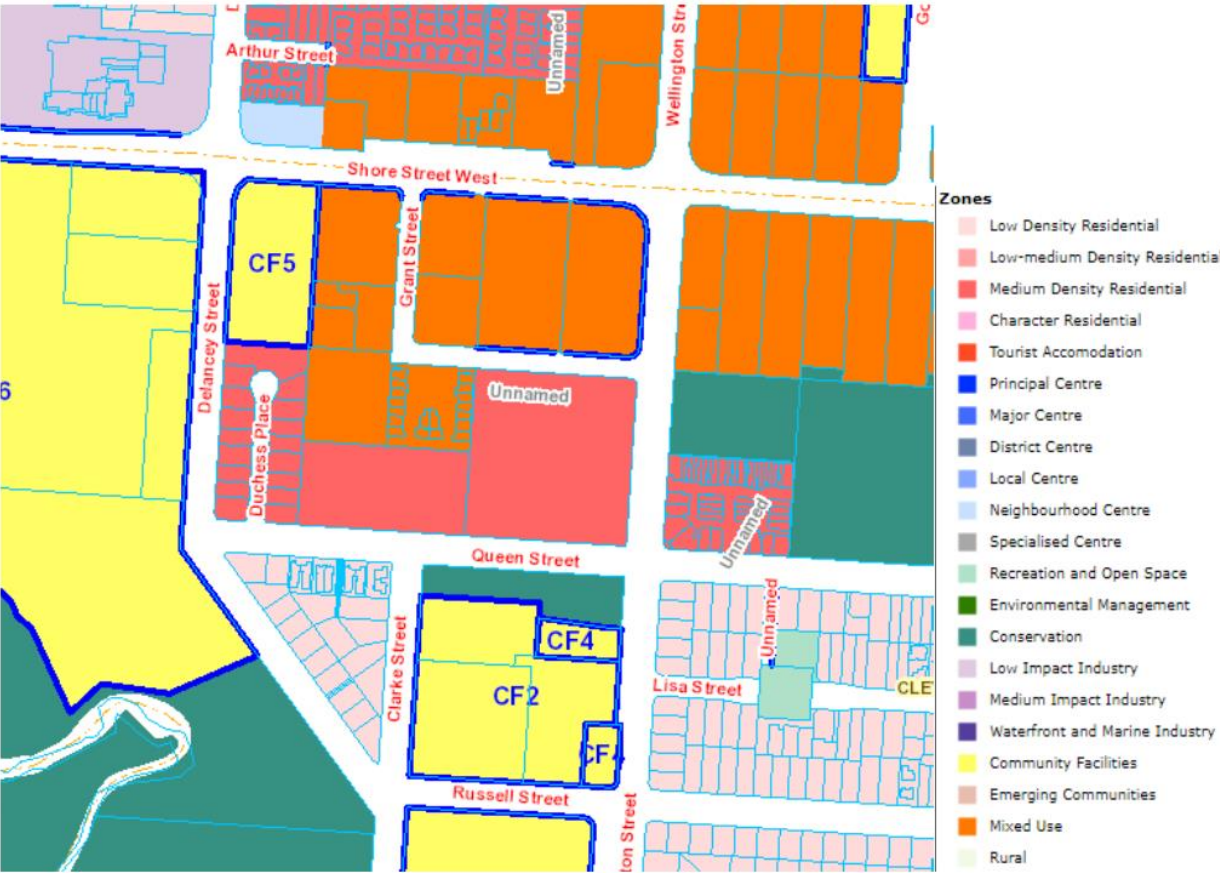 Arthur Street
Unnamed
Wellington Stre
Go
Shore Street West
CF5
Grant Street
Delancey Street
6
Duchess Place
Unnamed
Unnamed
Queen Street
Clarke Street
CF4
CF2
CF4
Unnamed
Lisa Street
CLE
Russell Street
ton Street
Zones
Low Density Residential
Low-medium Density Residential
Medium Density Residential
Character Residential
Tourist Accomodation
Principal Centre
Major Centre
District Centre
Local Centre
Neighbourhood Centre
Specialised Centre
Recreation and Open Space
Environmental Management
Conservation
Low Impact Industry
Medium Impact Industry
Waterfront and Marine Industry
Community Facilities
Emerging Communities
Mixed Use
Rural